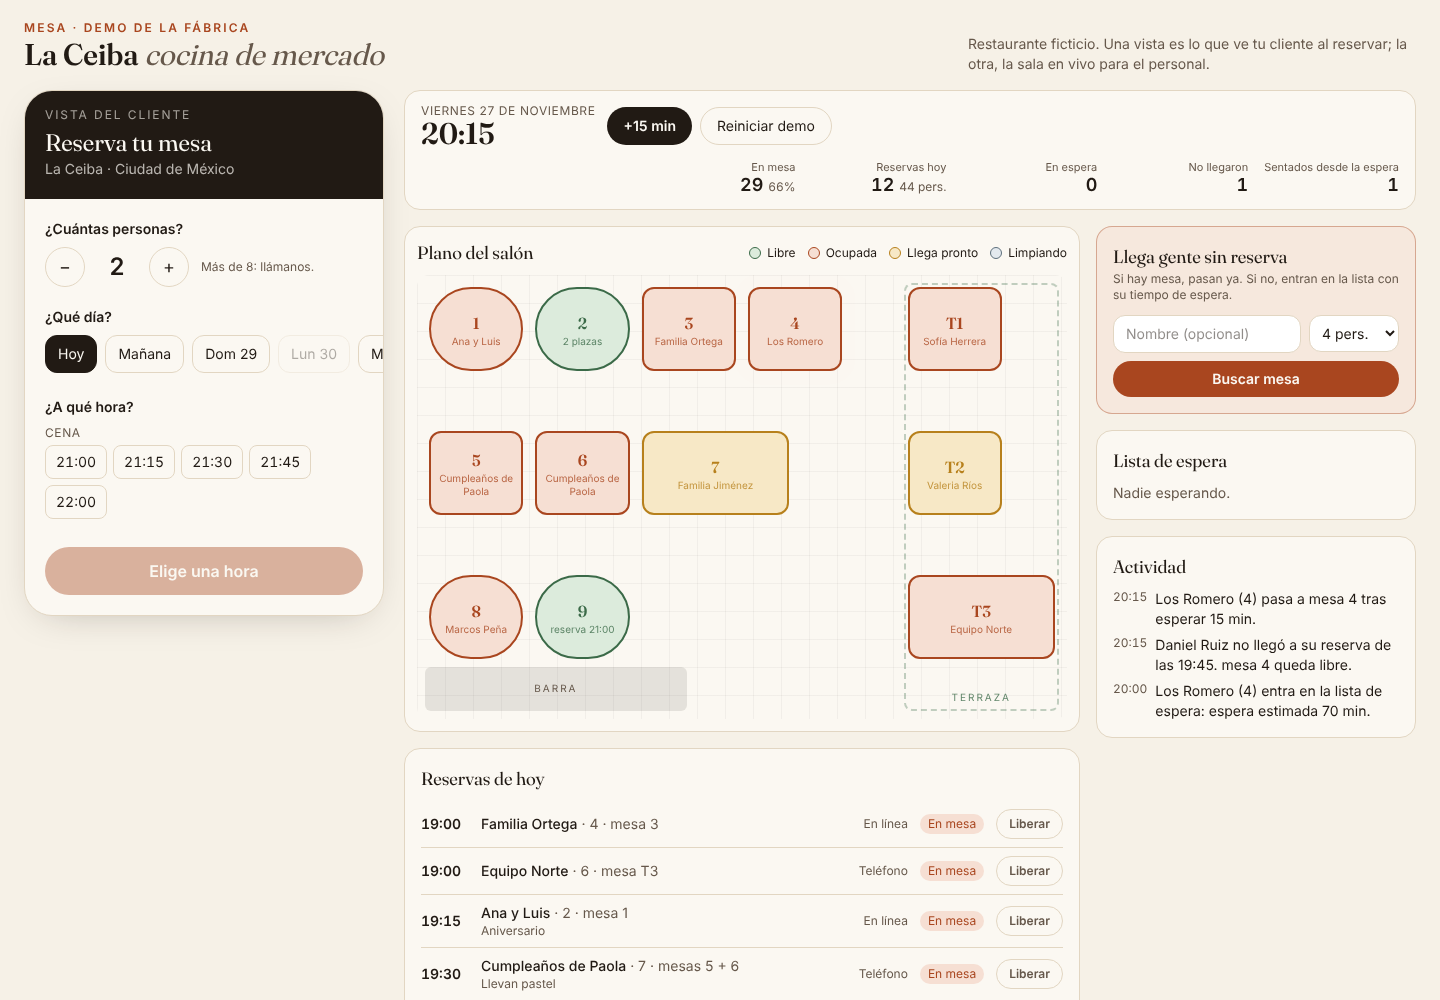 MESA · DEMO DE LA FÁBRICA
La Ceiba cocina de mercado
Restaurante ficticio. Una vista es lo que ve tu cliente al reservar; la
otra, la sala en vivo para el personal.
VISTA DEL CLIENTE
Reserva tu mesa
La Ceiba · Ciudad de México
¿Cuántas personas?
− 2 + Más de 8: llámanos.
¿Qué día?
Hoy Mañana Dom 29 Lun 30 M
¿A qué hora?
CENA
21:00 21:15 21:30 21:45
22:00
Elige una hora
VIERNES 27 DE NOVIEMBRE
20:15
+15 min Reiniciar demo
En mesa Reservas hoy En espera No llegaron Sentados desde la espera
29 66% 12 44 pers. 0 1 1
Plano del salón
Libre Ocupada Llega pronto Limpiando
1 2 3 4 T1
Ana y Luis 2 plazas Familia Ortega Los Romero Sofía Herrera
5 6 7 T2
Cumpleaños de Cumpleaños de Familia Jiménez Valeria Ríos
Paola Paola
8 9 T3
Marcos Peña reserva 21:00 Equipo Norte
BARRA
TERRAZA
Reservas de hoy
19:00 Familia Ortega · 4 · mesa 3 En línea En mesa Liberar
19:00 Equipo Norte · 6 · mesa T3 Teléfono En mesa Liberar
19:15 Ana y Luis · 2 · mesa 1 En línea En mesa Liberar
Aniversario
19:30 Cumpleaños de Paola · 7 · mesas 5 + 6 Teléfono En mesa Liberar
Llevan pastel
Llega gente sin reserva
Si hay mesa, pasan ya. Si no, entran en la lista con
su tiempo de espera.
Nombre (opcional) 4 pers.
Buscar mesa
Lista de espera
Nadie esperando.
Actividad
20:15 Los Romero (4) pasa a mesa 4 tras
esperar 15 min.
20:15 Daniel Ruiz no llegó a su reserva de
las 19:45. mesa 4 queda libre.
20:00 Los Romero (4) entra en la lista de
espera: espera estimada 70 min.